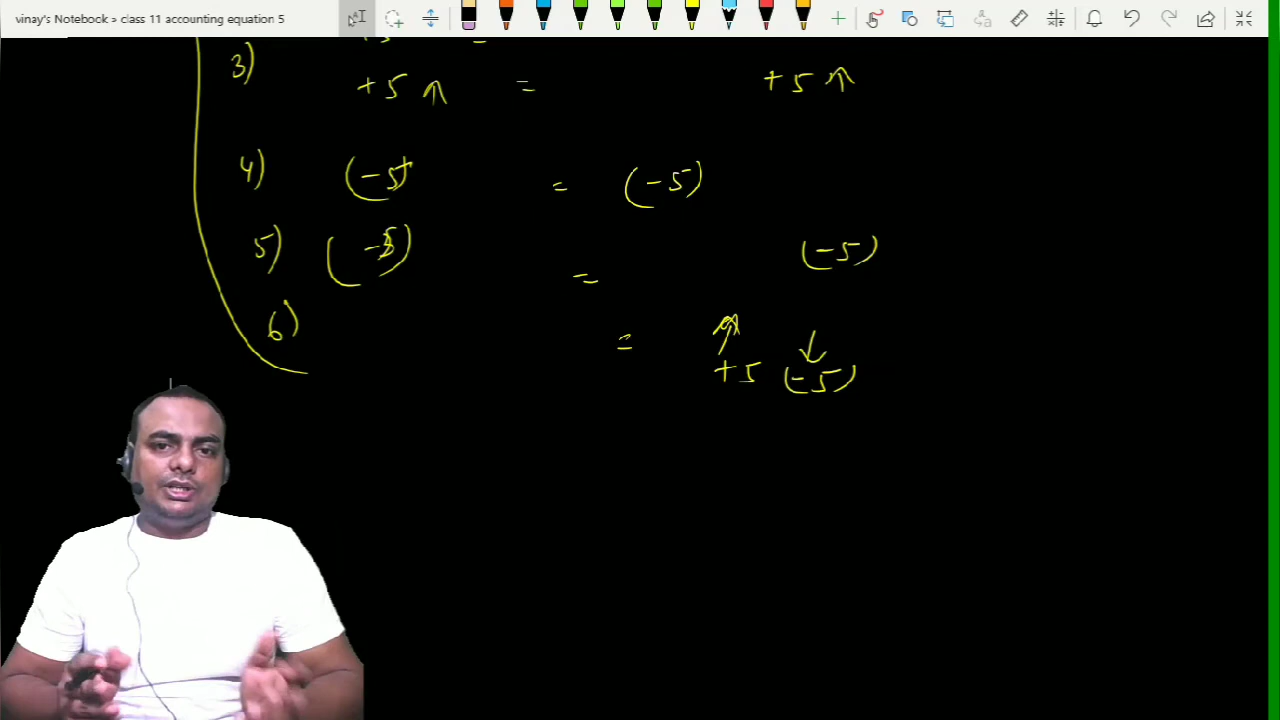 vinay's Notebook > class 11 accounting equation 5
3) +5 ↑ = +5 ↑
4) (-5) = (-5)
5) (-5) = (-5)
6) = ↑ ↓
+5 (-5)